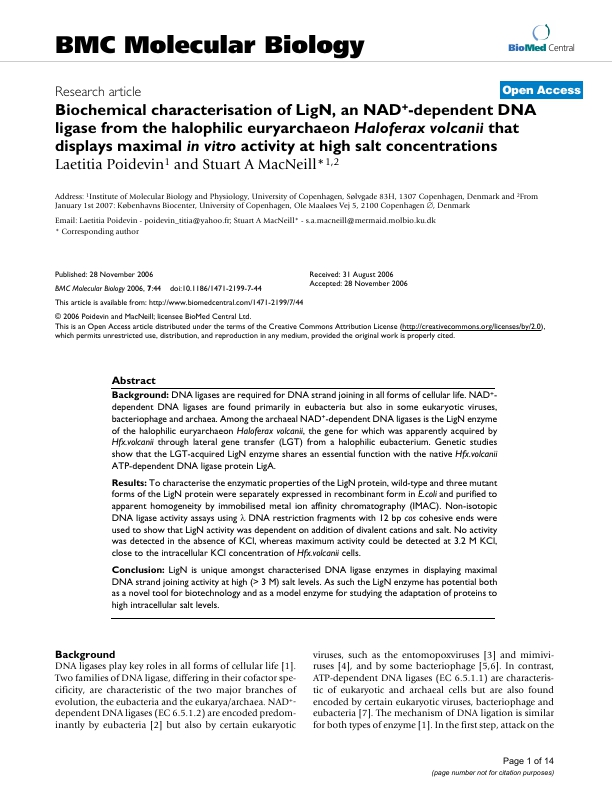 BMC Molecular Biology
BioMed Central
Research article
Open Access
Biochemical characterisation of LigN, an NAD+-dependent DNA
ligase from the halophilic euryarchaeon Haloferax volcanii that
displays maximal in vitro activity at high salt concentrations
Laetitia Poidevin1 and Stuart A MacNeill*1,2
Address: 1Institute of Molecular Biology and Physiology, University of Copenhagen, Sølvgade 83H, 1307 Copenhagen, Denmark and 2From
January 1st 2007: Københavns Biocenter, University of Copenhagen, Ole Maaløes Vej 5, 2100 Copenhagen Ø, Denmark
Email: Laetitia Poidevin - poidevin_titia@yahoo.fr; Stuart A MacNeill* - s.a.macneill@mermaid.molbio.ku.dk
* Corresponding author
Published: 28 November 2006
BMC Molecular Biology 2006, 7:44 doi:10.1186/1471-2199-7-44
Received: 31 August 2006
Accepted: 28 November 2006
This article is available from: http://www.biomedcentral.com/1471-2199/7/44
© 2006 Poidevin and MacNeill; licensee BioMed Central Ltd.
This is an Open Access article distributed under the terms of the Creative Commons Attribution License (http://creativecommons.org/licenses/by/2.0),
which permits unrestricted use, distribution, and reproduction in any medium, provided the original work is properly cited.
Abstract
Background: DNA ligases are required for DNA strand joining in all forms of cellular life. NAD+-
dependent DNA ligases are found primarily in eubacteria but also in some eukaryotic viruses,
bacteriophage and archaea. Among the archaeal NAD+-dependent DNA ligases is the LigN enzyme
of the halophilic euryarchaeon Haloferax volcanii, the gene for which was apparently acquired by
Hfx.volcanii through lateral gene transfer (LGT) from a halophilic eubacterium. Genetic studies
show that the LGT-acquired LigN enzyme shares an essential function with the native Hfx.volcanii
ATP-dependent DNA ligase protein LigA.
Results: To characterise the enzymatic properties of the LigN protein, wild-type and three mutant
forms of the LigN protein were separately expressed in recombinant form in E.coli and purified to
apparent homogeneity by immobilised metal ion affinity chromatography (IMAC). Non-isotopic
DNA ligase activity assays using λ DNA restriction fragments with 12 bp cos cohesive ends were
used to show that LigN activity was dependent on addition of divalent cations and salt. No activity
was detected in the absence of KCl, whereas maximum activity could be detected at 3.2 M KCl,
close to the intracellular KCl concentration of Hfx.volcanii cells.
Conclusion: LigN is unique amongst characterised DNA ligase enzymes in displaying maximal
DNA strand joining activity at high (> 3 M) salt levels. As such the LigN enzyme has potential both
as a novel tool for biotechnology and as a model enzyme for studying the adaptation of proteins to
high intracellular salt levels.
Background
DNA ligases play key roles in all forms of cellular life [1].
Two families of DNA ligase, differing in their cofactor spe-
cificity, are characteristic of the two major branches of
evolution, the eubacteria and the eukarya/archaea. NAD+-
dependent DNA ligases (EC 6.5.1.2) are encoded predom-
inantly by eubacteria [2] but also by certain eukaryotic
viruses, such as the entomopoxviruses [3] and mimivi-
ruses [4], and by some bacteriophage [5,6]. In contrast,
ATP-dependent DNA ligases (EC 6.5.1.1) are characteris-
tic of eukaryotic and archaeal cells but are also found
encoded by certain eukaryotic viruses, bacteriophage and
eubacteria [7]. The mechanism of DNA ligation is similar
for both types of enzyme [1]. In the first step, attack on the
Page 1 of 14
(page number not for citation purposes)